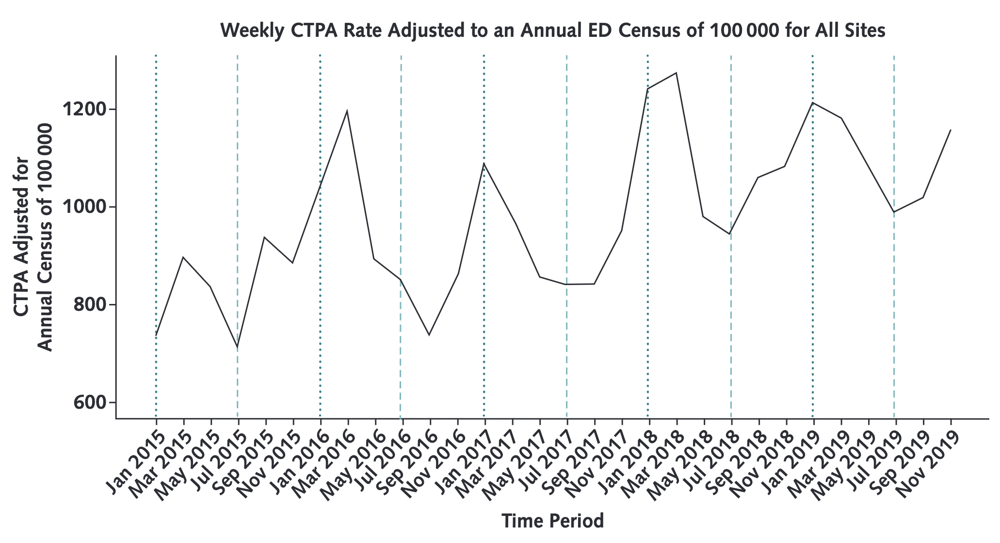 Weekly CTPA Rate Adjusted to an Annual ED Census of 100 000 for All Sites
CTPA Adjusted for
Annual Census of 100 000
1200
1000
800
600
Jan 2015
Mar 2015
May 2015
Jul 2015
Sep 2015
Nov 2015
Jan 2016
Mar 2016
May 2016
Jul 2016
Sep 2016
Nov 2016
Jan 2017
Mar 2017
May 2017
Jul 2017
Sep 2017
Nov 2017
Jan 2018
Mar 2018
May 2018
Jul 2018
Sep 2018
Nov 2018
Jan 2019
Mar 2019
May 2019
Jul 2019
Sep 2019
Nov 2019
Time Period